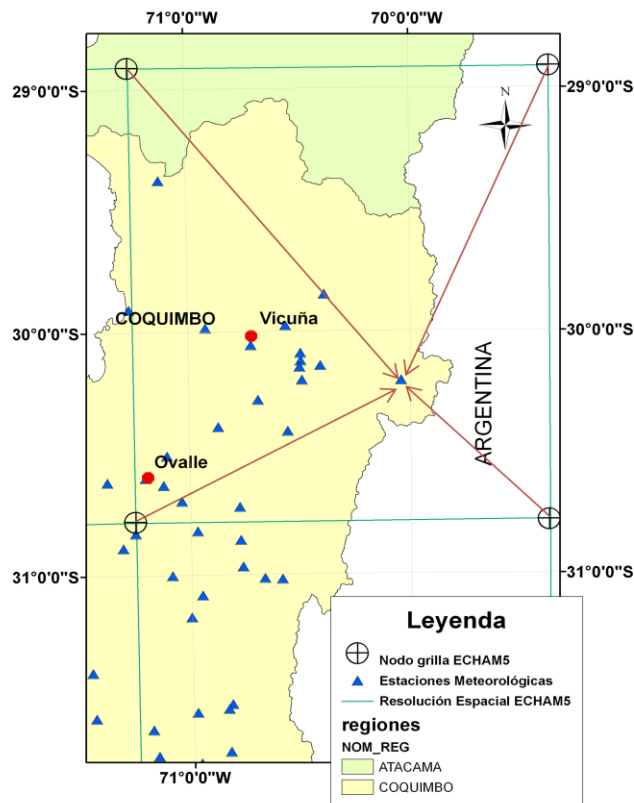 71°0'0"W
70°0'0"W
29°0'0"S
29°0'0"S
N
COQUIMBO
Vicuña
30°0'0"S
30°0'0"S
ARGENTINA
Ovalle
31°0'0"S
31°0'0"S
Leyenda
Nodo grilla ECHAM5
Estaciones Meteorológicas
Resolución Espacial ECHAM5
regiones
NOM_REG
ATACAMA
COQUIMBO
71°0'0"W